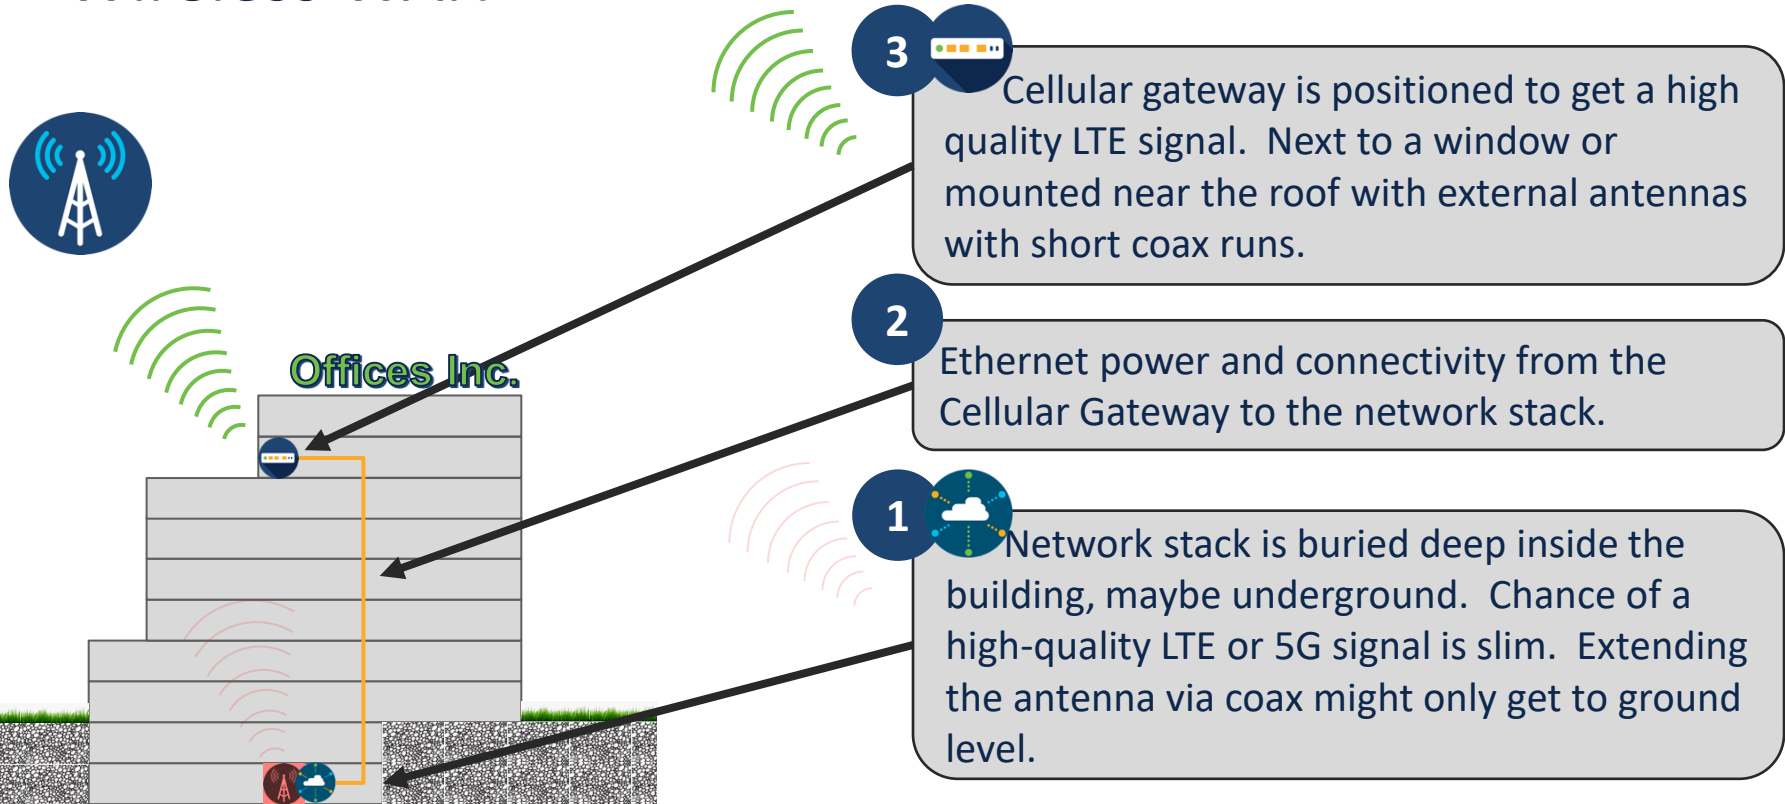 3
Cellular gateway is positioned to get a high
quality LTE signal. Next to a window or
mounted near the roof with external antennas
with short coax runs.
2
Ethernet power and connectivity from the
Cellular Gateway to the network stack.
Offices Inc.
1
Network stack is buried deep inside the
building, maybe underground. Chance of a
high-quality LTE or 5G signal is slim. Extending
the antenna via coax might only get to ground
level.